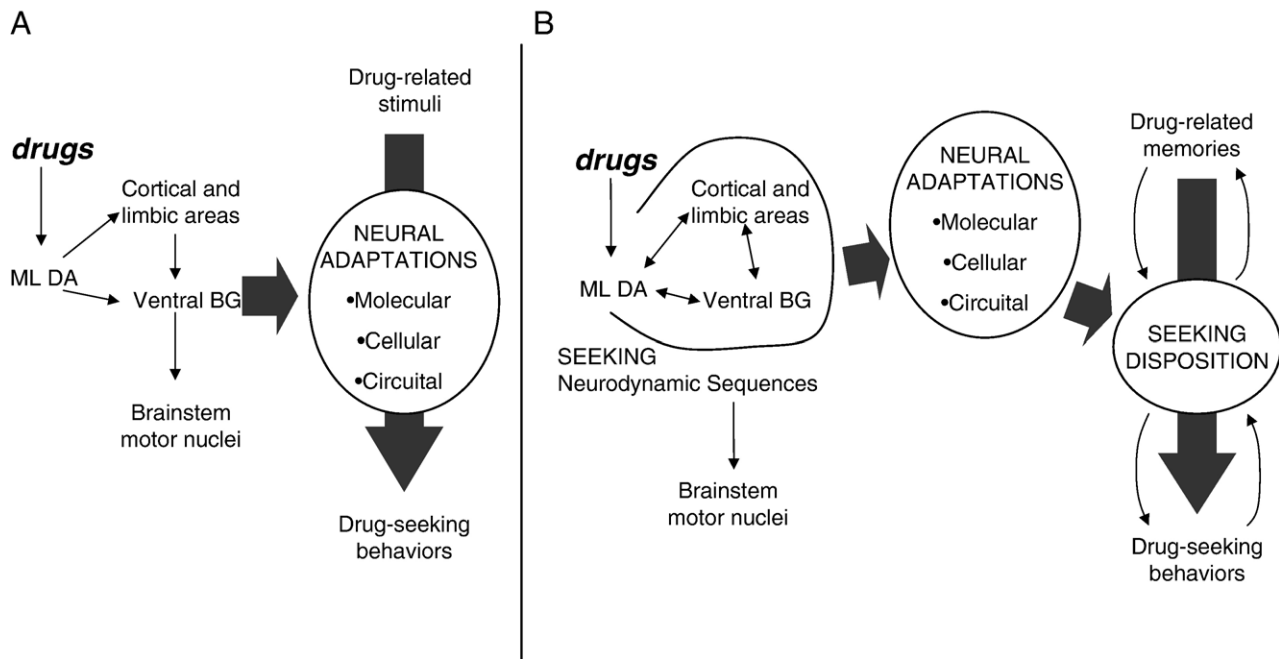 A
Drug-related
stimuli
drugs
Cortical and
limbic areas
ML DA
Ventral BG
Brainstem
motor nuclei
NEURAL
ADAPTATIONS
•Molecular
•Cellular
•Circuital
Drug-seeking
behaviors
B
drugs
Cortical and
limbic areas
ML DA
Ventral BG
SEEKING
Neurodynamic Sequences
Brainstem
motor nuclei
NEURAL
ADAPTATIONS
•Molecular
•Cellular
•Circuital
Drug-related
memories
SEEKING
DISPOSITION
Drug-seeking
behaviors